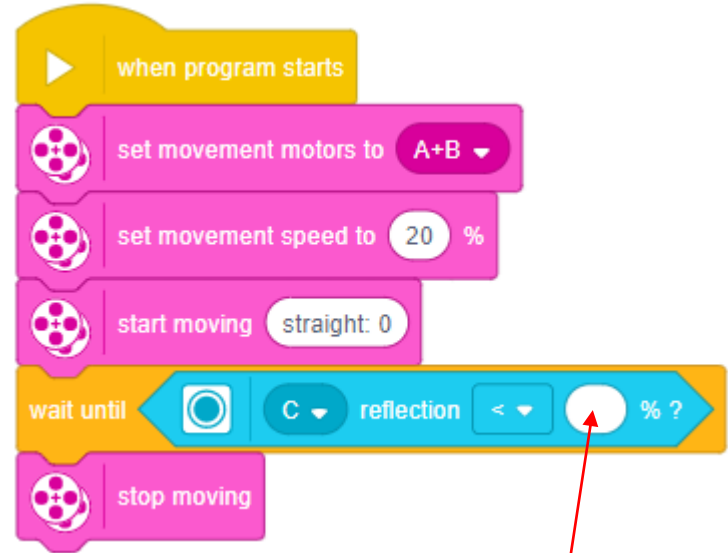 when program starts
set movement motors to A+B
set movement speed to 20 %
start moving straight: 0
wait until C reflection < % ?
stop moving